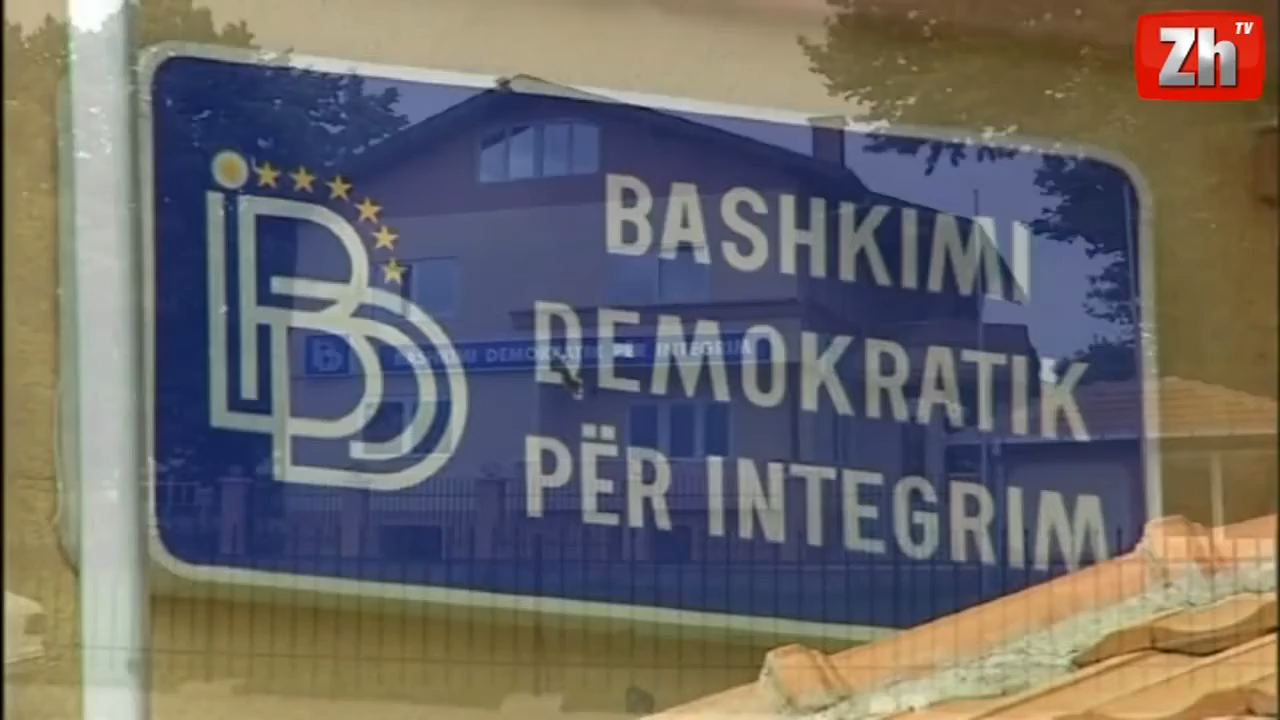 Zh TV
BASHKIMI
DEMOKRATIK
PËR INTEGRIM
BASHKIMI DEMOKRATIK PËR INTEGRIM